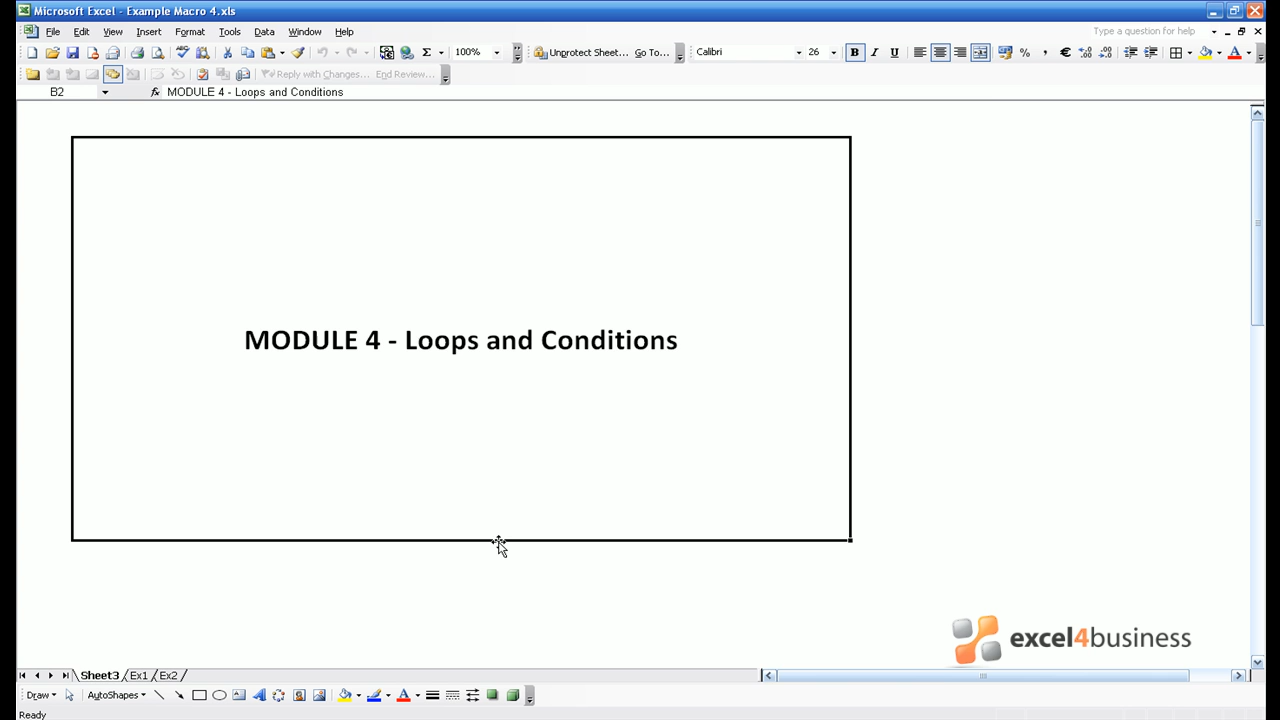 Microsoft Excel - Example Macro 4.xls
File Edit View Insert Format Tools Data Window Help Type a question for help
Σ 100% Unprotect Sheet... Go To... Calibri 26 B I U % , €
Reply with Changes... End Review...
B2 fx MODULE 4 - Loops and Conditions
MODULE 4 - Loops and Conditions
excel4business
Sheet3 Ex1 Ex2
Draw AutoShapes
Ready